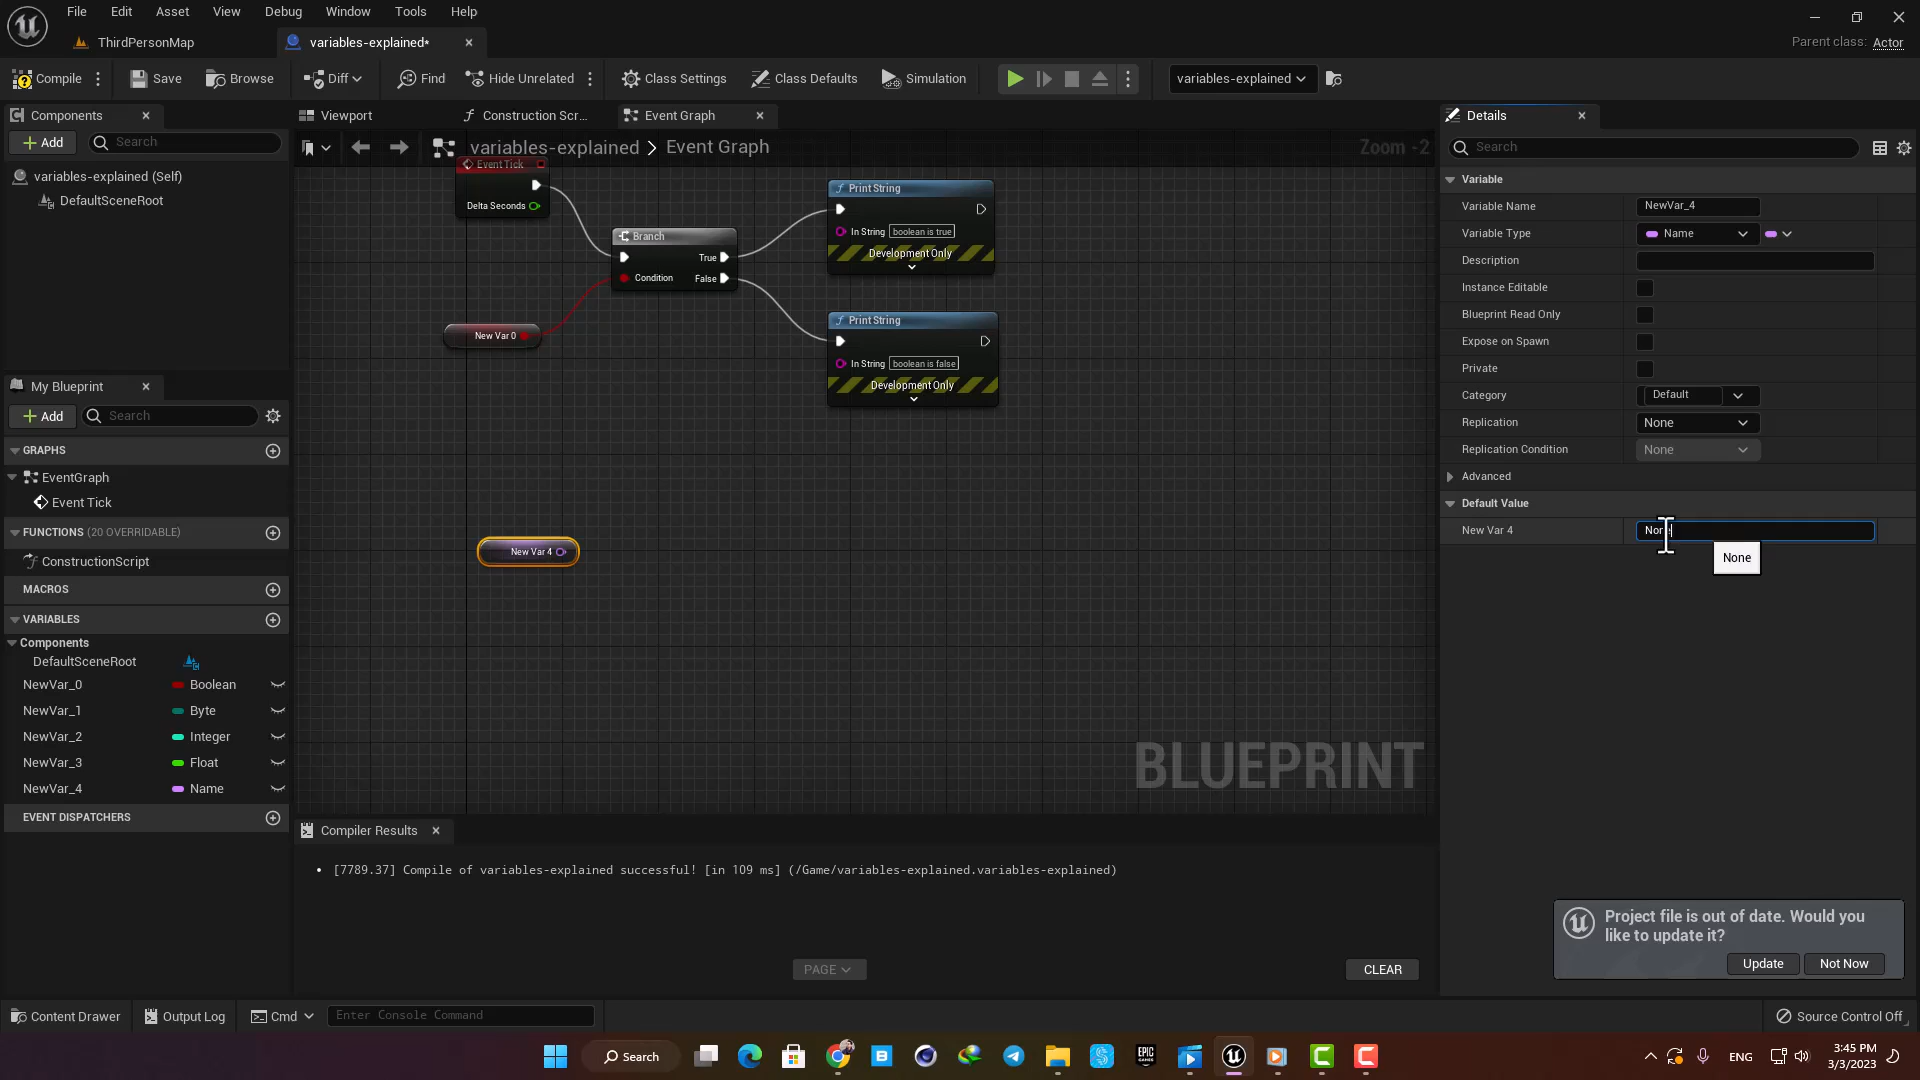 File Edit Asset View Debug Window Tools Help
ThirdPersonMap
variables-explained*
Parent class: Actor
Compile
Save
Browse
Diff
Find
Hide Unrelated
Class Settings
Class Defaults
Simulation
variables-explained
Components
Add
Search
variables-explained (Self)
DefaultSceneRoot
My Blueprint
Add
Search
GRAPHS
EventGraph
Event Tick
FUNCTIONS (20 OVERRIDABLE)
ConstructionScript
MACROS
VARIABLES
Components
DefaultSceneRoot
NewVar_0 Boolean
NewVar_1 Byte
NewVar_2 Integer
NewVar_3 Float
NewVar_4 Name
EVENT DISPATCHERS
Viewport
Construction Scr...
Event Graph
variables-explained > Event Graph
Zoom -2
Event Tick
Delta Seconds
Branch
True
Condition False
New Var 0
Print String
In String boolean is true
Development Only
Print String
In String boolean is false
Development Only
New Var 4
BLUEPRINT
Compiler Results
[7789.37] Compile of variables-explained successful! [in 109 ms] (/Game/variables-explained.variables-explained)
PAGE
CLEAR
Details
Search
Variable
Variable Name NewVar_4
Variable Type Name
Description
Instance Editable
Blueprint Read Only
Expose on Spawn
Private
Category Default
Replication None
Replication Condition None
Advanced
Default Value
New Var 4 None
None
Project file is out of date. Would you
like to update it?
Update Not Now
Content Drawer
Output Log
Cmd
Enter Console Command
Source Control Off
Search
EPIC GAMES
ENG
3:45 PM
3/3/2023